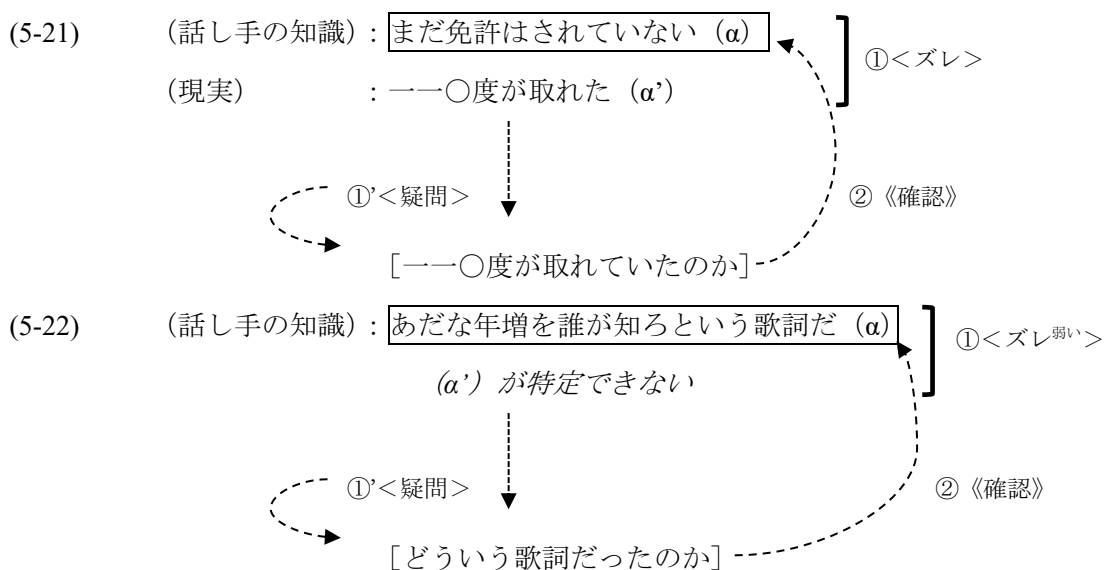 (5-21) （話し手の知識）：まだ免許はされていない（α）
①＜ズレ＞
（現実） ：一一〇度が取れた（α’）
①’＜疑問＞
②《確認》
［一一〇度が取れていたのか］
(5-22) （話し手の知識）：あだな年増を誰が知ろという歌詞だ（α）
①＜ズレ弱い＞
（α’）が特定できない
①’＜疑問＞
②《確認》
［どういう歌詞だったのか］